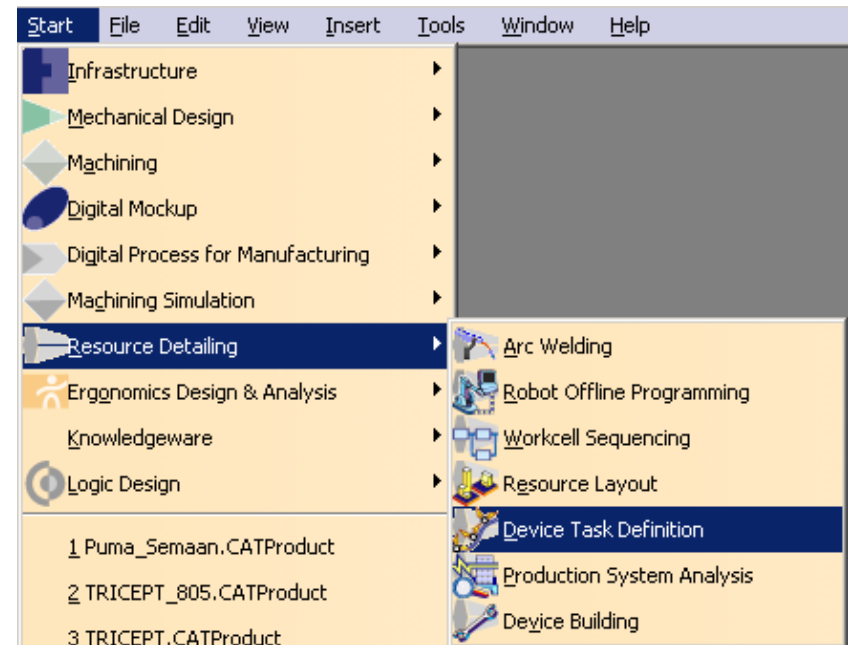 Start File Edit View Insert Tools Window Help
Infrastructure
Mechanical Design
Machining
Digital Mockup
Digital Process for Manufacturing
Machining Simulation
Resource Detailing
Ergonomics Design & Analysis
Knowledgeware
Logic Design
1 Puma_Semaan.CATProduct
2 TRICEPT_805.CATProduct
3 TRICEPT.CATProduct
Arc Welding
Robot Offline Programming
Workcell Sequencing
Resource Layout
Device Task Definition
Production System Analysis
Device Building